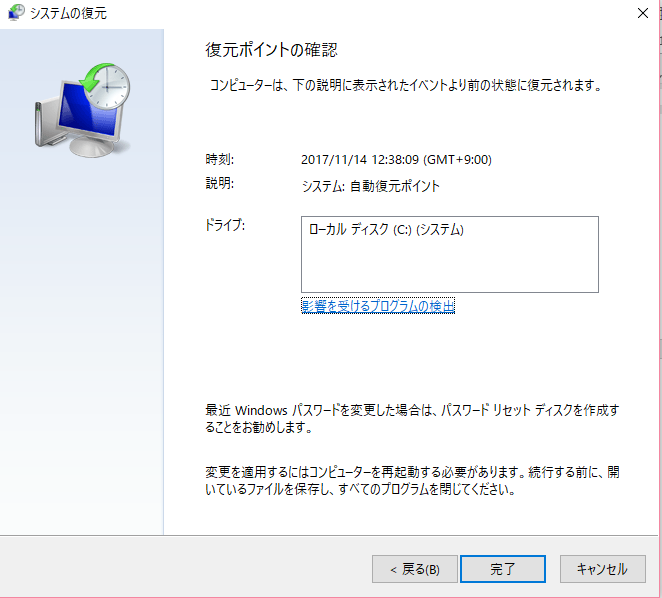 システムの復元
復元ポイントの確認
コンピューターは、下の説明に表示されたイベントより前の状態に復元されます。
時刻: 2017/11/14 12:38:09 (GMT+9:00)
説明: システム: 自動復元ポイント
ドライブ: ローカル ディスク (C:) (システム)
影響を受けるプログラムの検出
最近 Windows パスワードを変更した場合は、パスワード リセット ディスクを作成す
ることをお勧めします。
変更を適用するにはコンピューターを再起動する必要があります。続行する前に、開
いているファイルを保存し、すべてのプログラムを閉じてください。
< 戻る(B) 完了 キャンセル